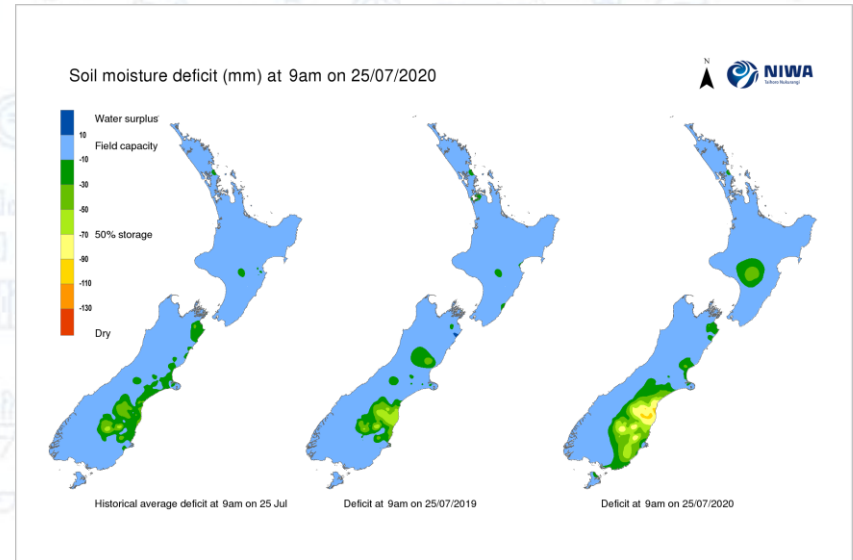 Soil moisture deficit (mm) at 9am on 25/07/2020
N
NIWA
Taihoro Nukurangi
Water surplus
10
Field capacity
-10
-30
-50
-70 50% storage
-90
-110
-130
Dry
Historical average deficit at 9am on 25 Jul
Deficit at 9am on 25/07/2019
Deficit at 9am on 25/07/2020